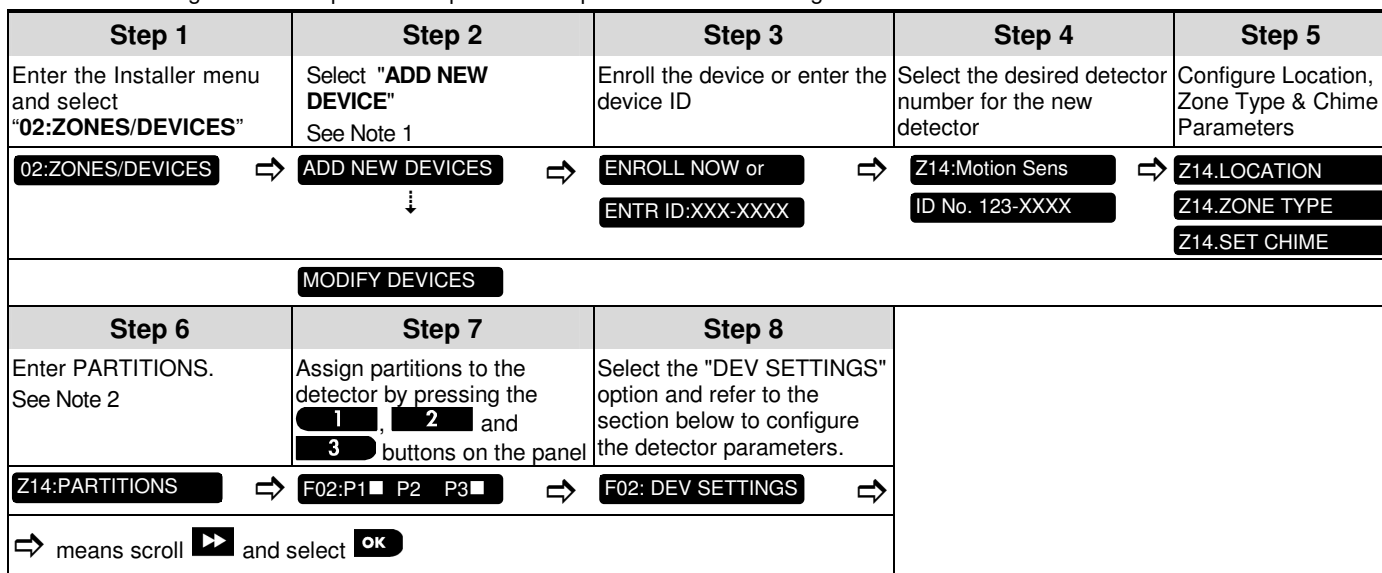 Step 1 Step 2 Step 3 Step 4 Step 5
Enter the Installer menu
and select
“02:ZONES/DEVICES”
Select "ADD NEW
DEVICE"
See Note 1
Enroll the device or enter the
device ID
Select the desired detector
number for the new
detector
Configure Location,
Zone Type & Chime
Parameters
02:ZONES/DEVICES
ADD NEW DEVICES
ENROLL NOW or
ENTR ID:XXX-XXXX
Z14:Motion Sens
ID No. 123-XXXX
Z14.LOCATION
Z14.ZONE TYPE
Z14.SET CHIME
MODIFY DEVICES
Step 6 Step 7 Step 8
Enter PARTITIONS.
See Note 2
Assign partitions to the
detector by pressing the
1, 2 and
3 buttons on the panel
Select the "DEV SETTINGS"
option and refer to the
section below to configure
the detector parameters.
Z14:PARTITIONS
F02:P1■ P2 P3■
F02: DEV SETTINGS
⇨ means scroll ▶▶ and select OK